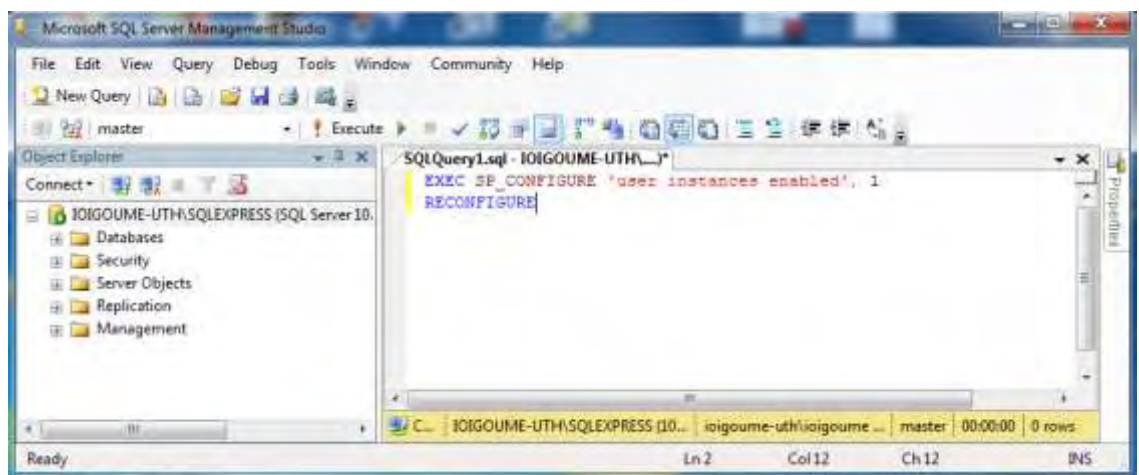 Microsoft SQL Server Management Studio
File Edit View Query Debug Tools Window Community Help
New Query
master Execute
Object Explorer
SQLQuery1.sql - IOIGOUME-UTH\...)*
Connect
EXEC SP_CONFIGURE 'user instances enabled', 1
RECONFIGURE
IOIGOUME-UTH\SQLEXPRESS (SQL Server 10.
Databases
Security
Server Objects
Replication
Management
Properties
C... IOIGOUME-UTH\SQLEXPRESS (10... ioigoume-uth\ioigoume ... master 00:00:00 0 rows
Ready Ln 2 Col 12 Ch 12 INS